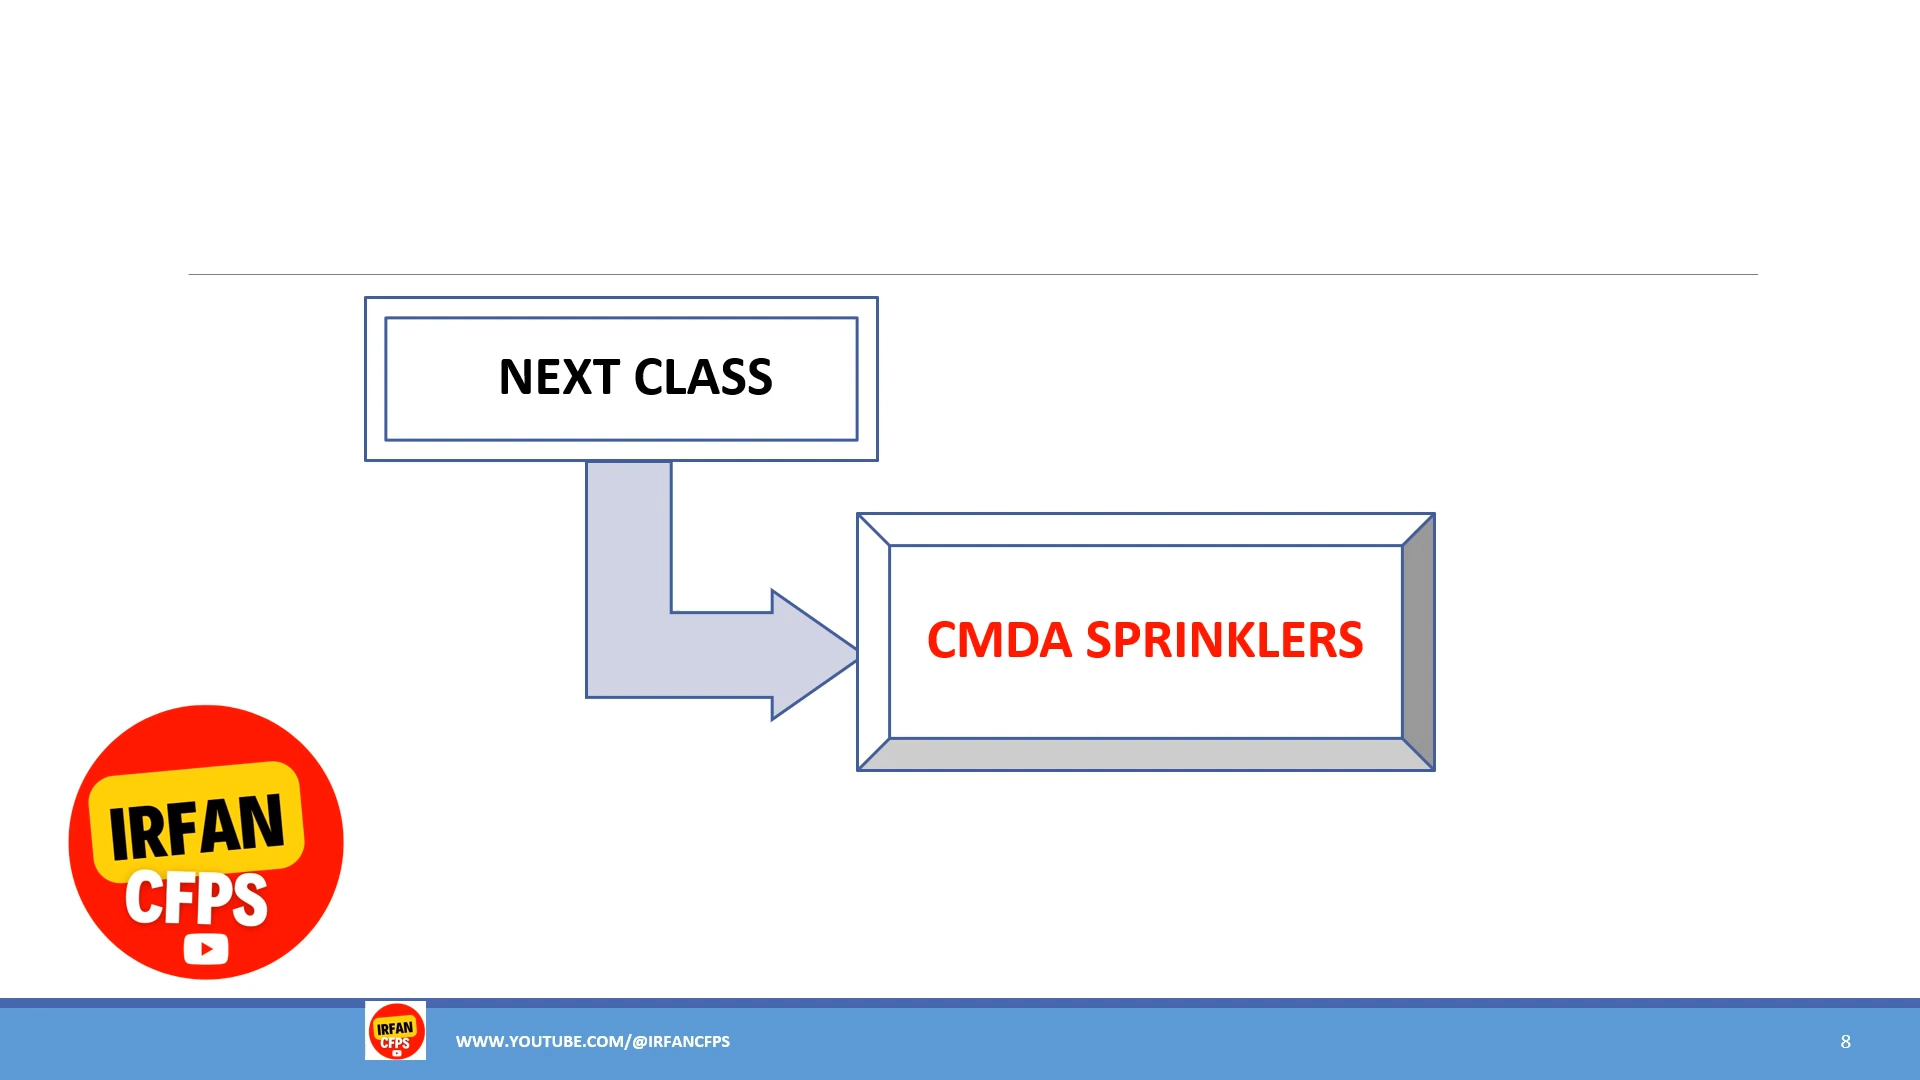 NEXT CLASS
CMDA SPRINKLERS
IRFAN
CFPS
IRFAN
CFPS
WWW.YOUTUBE.COM/@IRFANCFPS
8